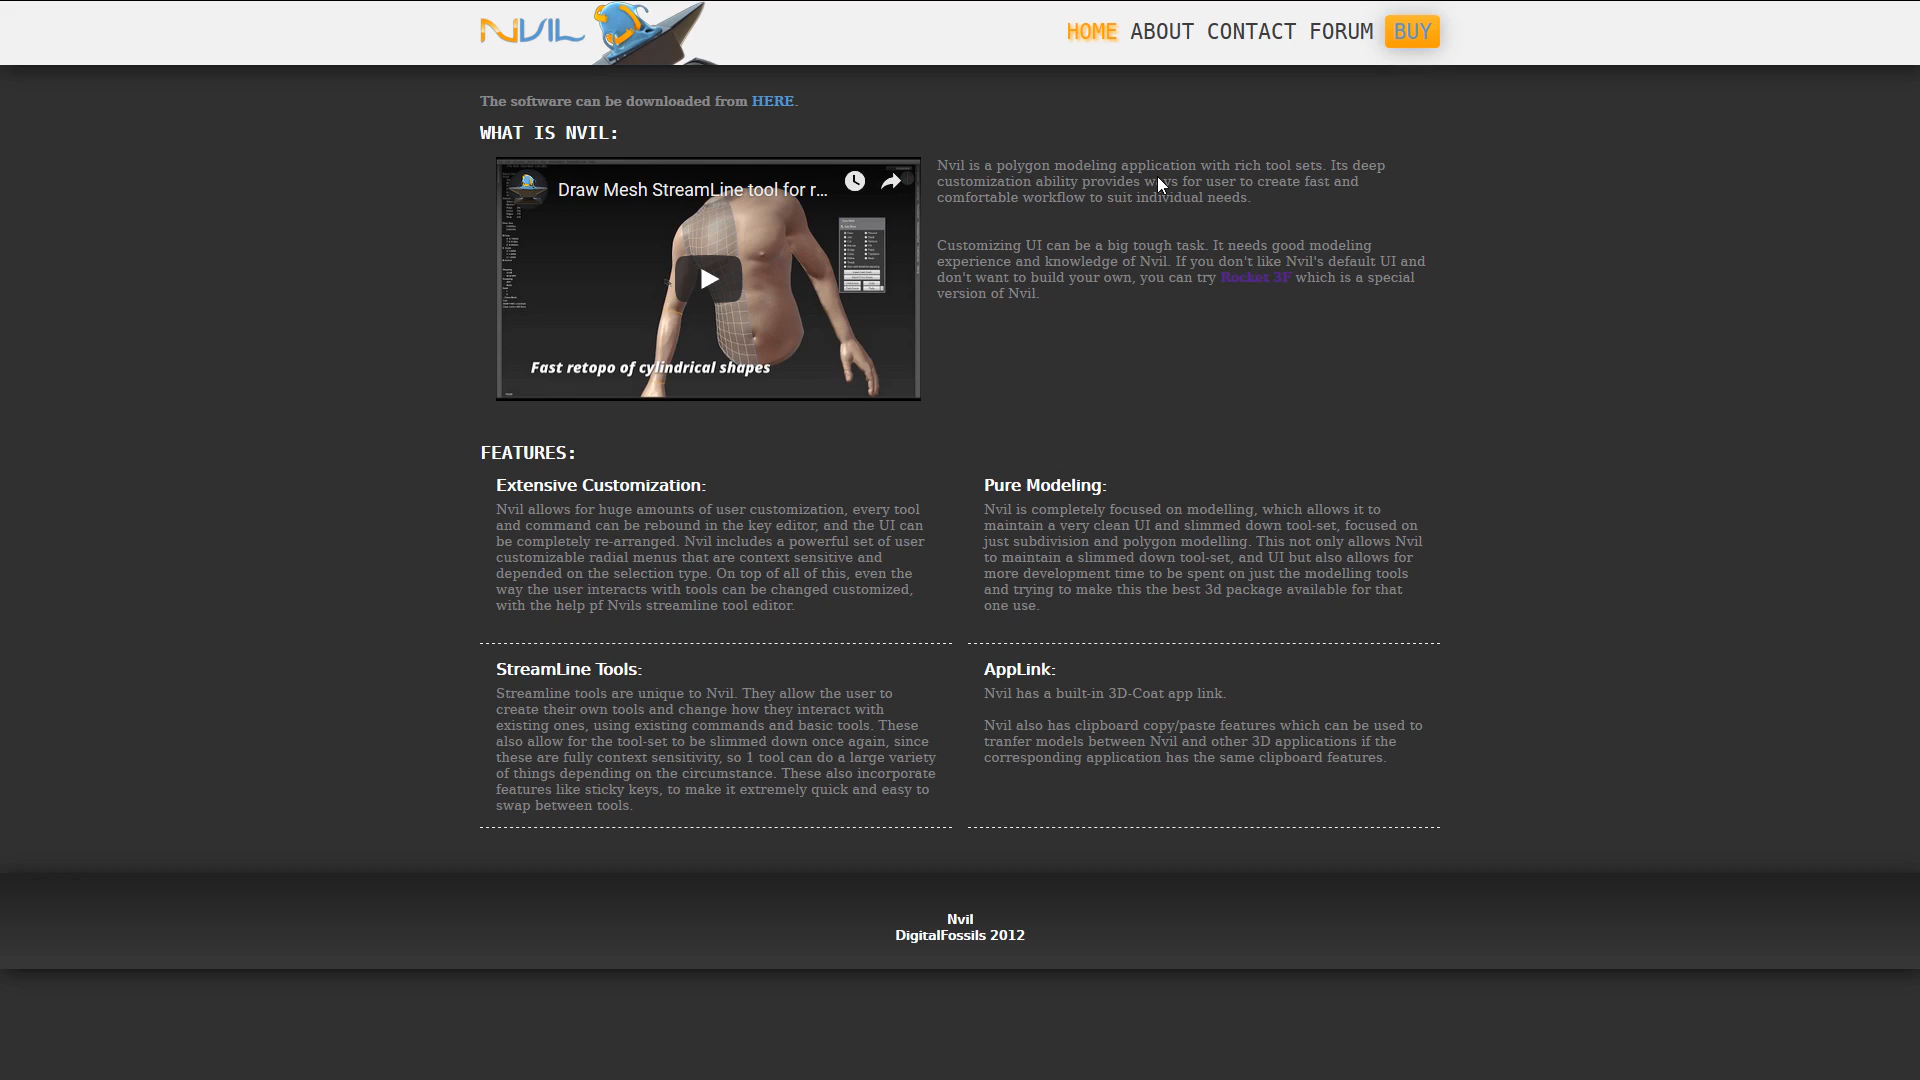 NVIL
HOME ABOUT CONTACT FORUM BUY
The software can be downloaded from HERE.
WHAT IS NVIL:
Draw Mesh StreamLine tool for r...
Fast retopo of cylindrical shapes
Nvil is a polygon modeling application with rich tool sets. Its deep
customization ability provides ways for user to create fast and
comfortable workflow to suit individual needs.
Customizing UI can be a big tough task. It needs good modeling
experience and knowledge of Nvil. If you don't like Nvil's default UI and
don't want to build your own, you can try Rocket 3F which is a special
version of Nvil.
FEATURES:
Extensive Customization:
Nvil allows for huge amounts of user customization, every tool
and command can be rebound in the key editor, and the UI can
be completely re-arranged. Nvil includes a powerful set of user
customizable radial menus that are context sensitive and
depended on the selection type. On top of all of this, even the
way the user interacts with tools can be changed customized,
with the help pf Nvils streamline tool editor.
Pure Modeling:
Nvil is completely focused on modelling, which allows it to
maintain a very clean UI and slimmed down tool-set, focused on
just subdivision and polygon modelling. This not only allows Nvil
to maintain a slimmed down tool-set, and UI but also allows for
more development time to be spent on just the modelling tools
and trying to make this the best 3d package available for that
one use.
StreamLine Tools:
Streamline tools are unique to Nvil. They allow the user to
create their own tools and change how they interact with
existing ones, using existing commands and basic tools. These
also allow for the tool-set to be slimmed down once again, since
these are fully context sensitivity, so 1 tool can do a large variety
of things depending on the circumstance. These also incorporate
features like sticky keys, to make it extremely quick and easy to
swap between tools.
AppLink:
Nvil has a built-in 3D-Coat app link.
Nvil also has clipboard copy/paste features which can be used to
tranfer models between Nvil and other 3D applications if the
corresponding application has the same clipboard features.
Nvil
DigitalFossils 2012